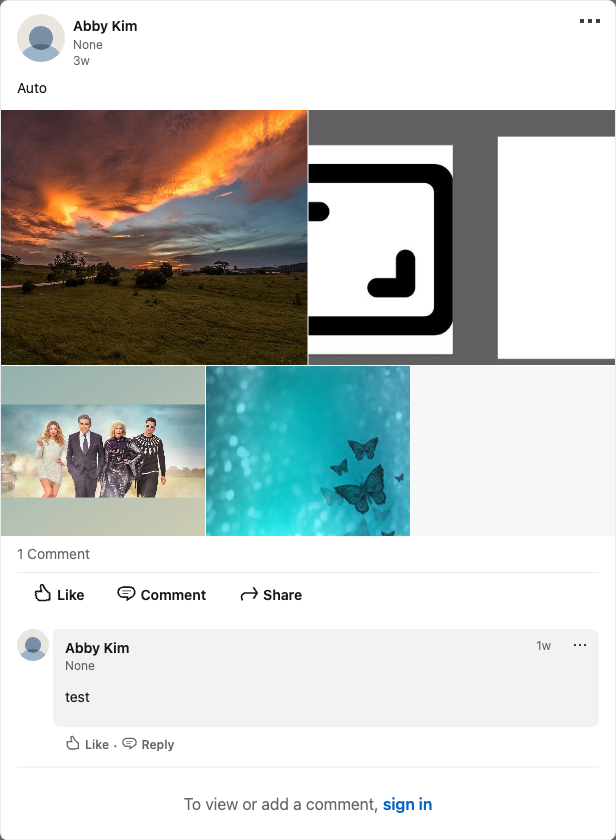 Abby Kim
None
3w
Auto
1 Comment
Like Comment Share
Abby Kim 1w
None
test
Like · Reply
To view or add a comment, sign in